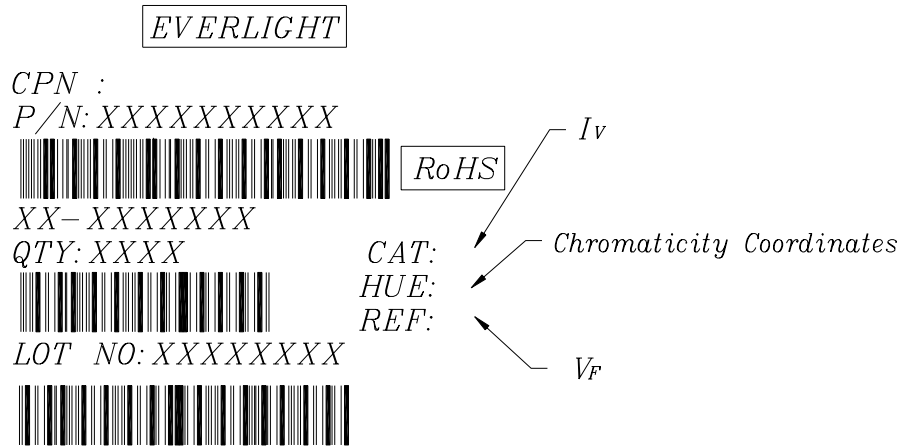 EVERLIGHT
CPN :
P/N: XXXXXXXXXX
RoHS
XX-XXXXXXX
QTY: XXXX
CAT:
HUE:
REF:
LOT NO: XXXXXXXX
Iv
Chromaticity Coordinates
VF